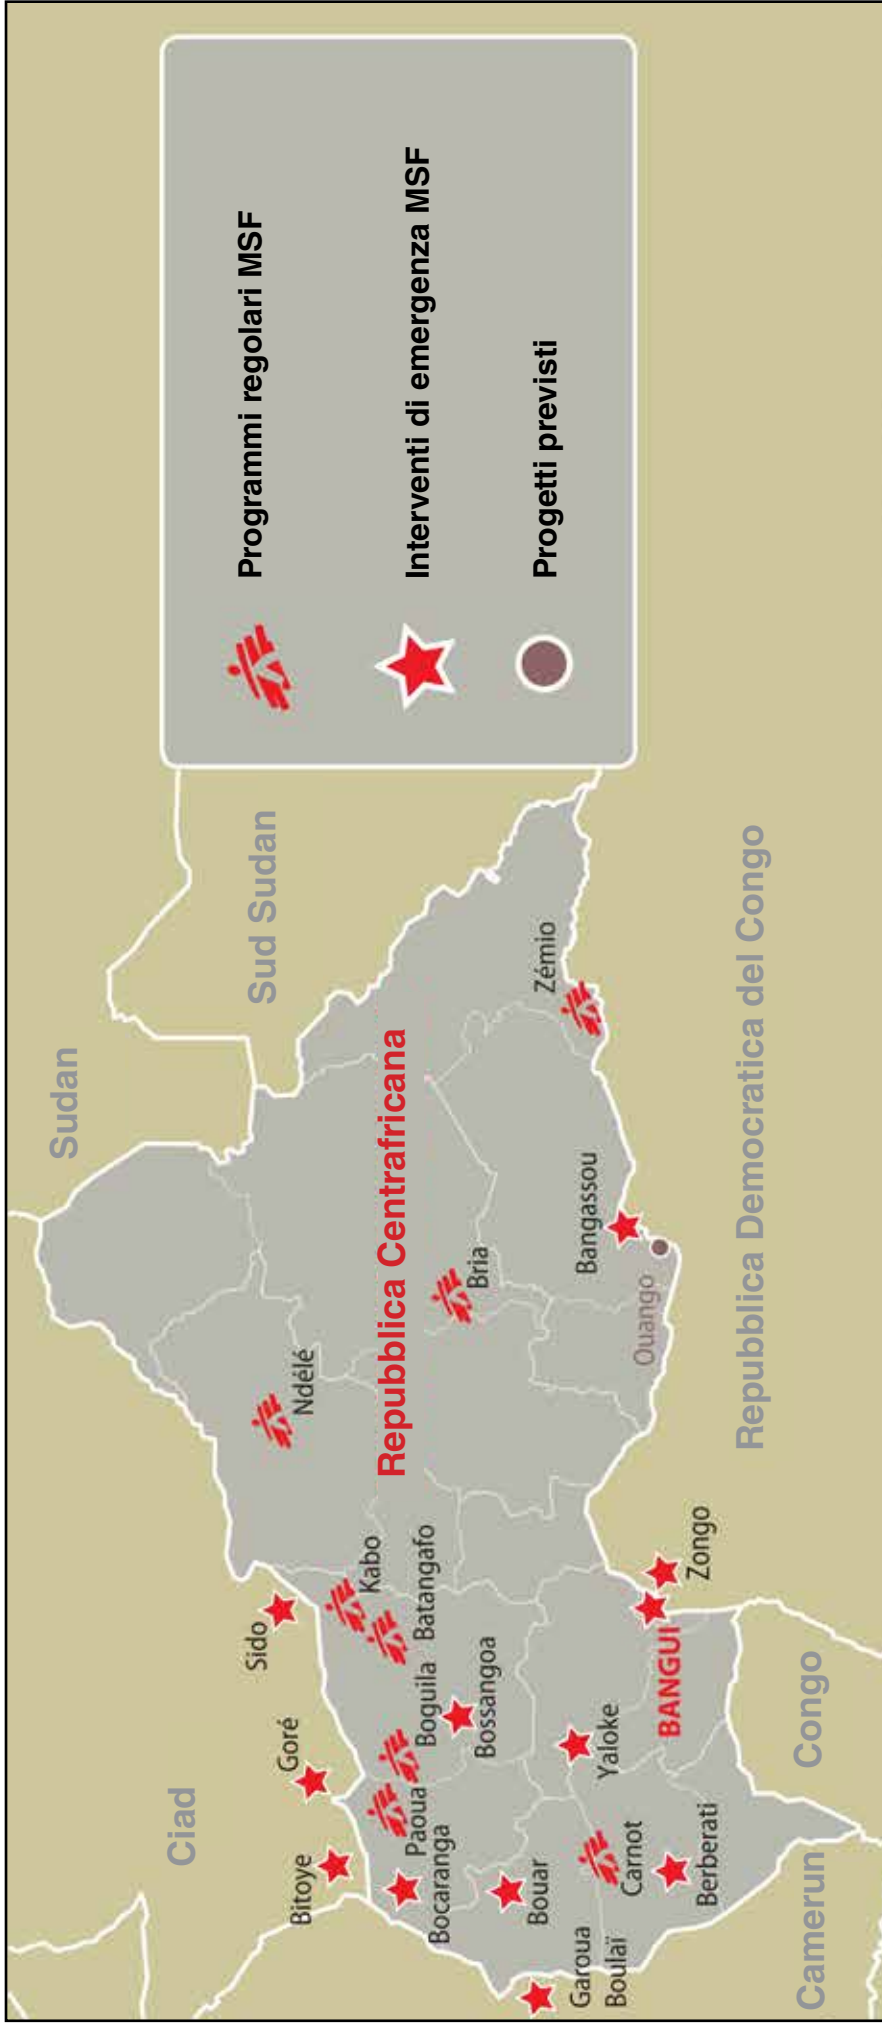 Programmi regolari MSF
Interventi di emergenza MSF
Progetti previsti
Sudan
Sud Sudan
Ciad
Repubblica Centrafricana
Repubblica Democratica del Congo
Congo
Camerun
Bitoye
Goré
Sido
Ndélé
Kabo
Batangafo
Boguila
Paoua
Bocaranga
Bossangoa
Bria
Zémio
Bouar
Yaloke
Bangassou
Ouango
Garoua
Boulaï
Carnot
Berberati
BANGUI
Zongo